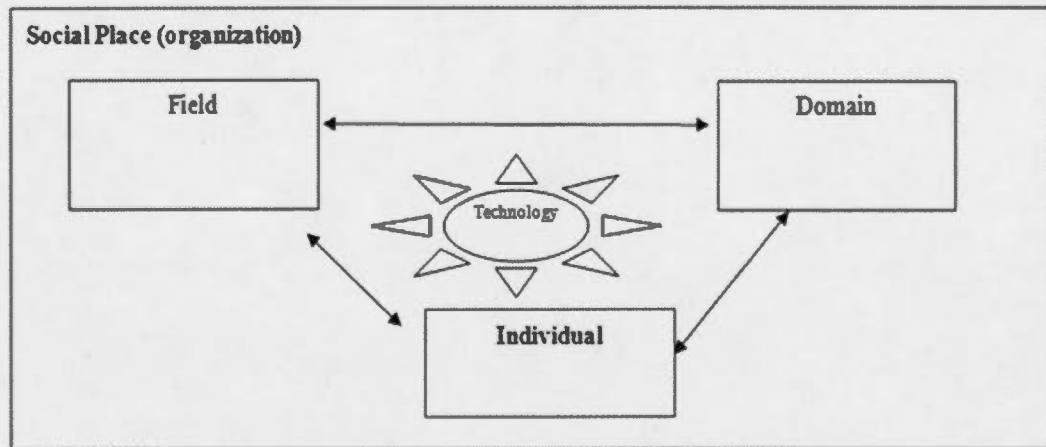 Social Place (organization)
Field
Domain
Technology
Individual